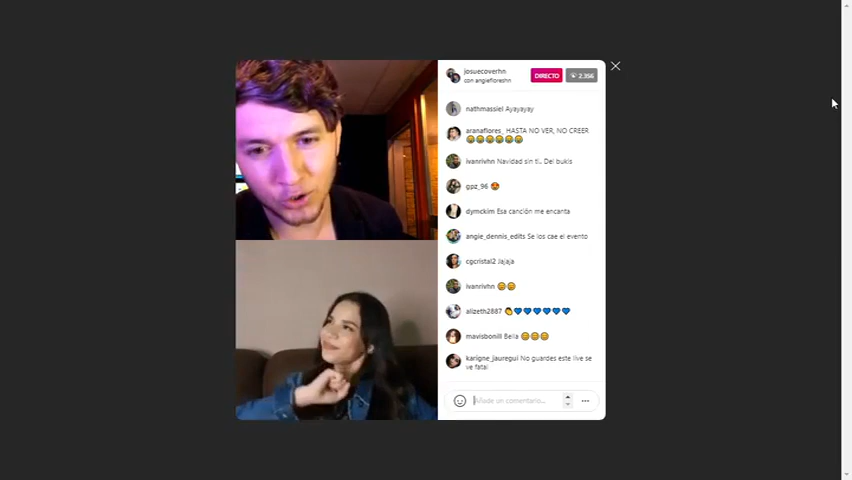 josuecoverhn
con angiefloreshn
DIRECTO
2.356
nathmassiel Ayayayay
aranaflores_ HASTA NO VER, NO CREER
😂😂😂😂😂😂
ivanrivhn Navidad sin ti.. Del bukis
gpz_96 😍
dymckim Esa canción me encanta
angie_dennis_edits Se los cae el evento
cgcristal2 Jajaja
ivanrivhn 😊😊
alizeth2887 👏💙💙💙💙💙💙
mavisbonill Bella 😊😊😊
karigne_jauregui No guardes este live se
ve fatal
Añade un comentario...